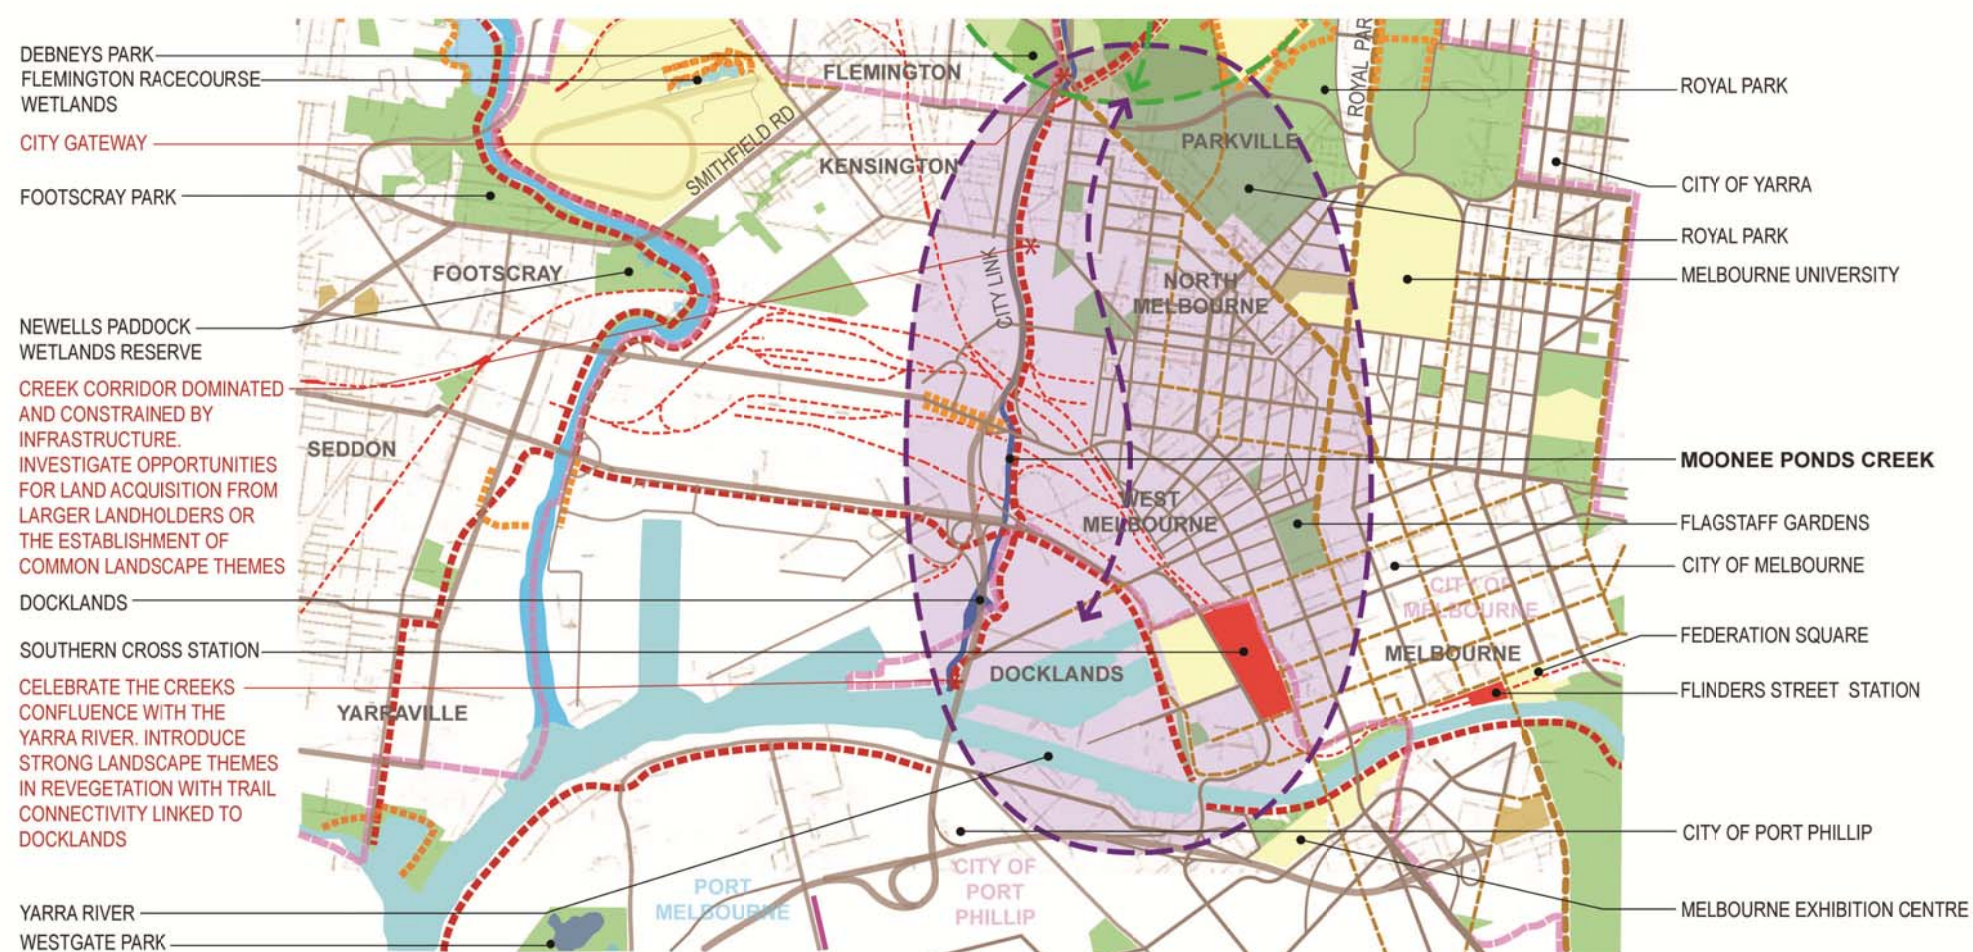 DEBNEYS PARK
FLEMINGTON RACECOURSE
WETLANDS
CITY GATEWAY
FOOTSCRAY PARK
NEWELLS PADDOCK
WETLANDS RESERVE
CREEK CORRIDOR DOMINATED
AND CONSTRAINED BY
INFRASTRUCTURE.
INVESTIGATE OPPORTUNITIES
FOR LAND ACQUISITION FROM
LARGER LANDHOLDERS OR
THE ESTABLISHMENT OF
COMMON LANDSCAPE THEMES
DOCKLANDS
SOUTHERN CROSS STATION
CELEBRATE THE CREEKS
CONFLUENCE WITH THE
YARRA RIVER. INTRODUCE
STRONG LANDSCAPE THEMES
IN REVEGETATION WITH TRAIL
CONNECTIVITY LINKED TO
DOCKLANDS
YARRA RIVER
WESTGATE PARK
FLEMINGTON
SMITHFIELD RD
KENSINGTON
PARKVILLE
ROYAL PAR
FOOTSCRAY
CITY LINK
NORTH
MELBOURNE
SEDDON
WEST
MELBOURNE
CITY OF
MELBOURNE
MELBOURNE
DOCKLANDS
YARRAVILLE
PORT
MELBOURNE
CITY OF
PORT
PHILLIP
ROYAL PARK
CITY OF YARRA
ROYAL PARK
MELBOURNE UNIVERSITY
MOONEE PONDS CREEK
FLAGSTAFF GARDENS
CITY OF MELBOURNE
FEDERATION SQUARE
FLINDERS STREET STATION
CITY OF PORT PHILLIP
MELBOURNE EXHIBITION CENTRE